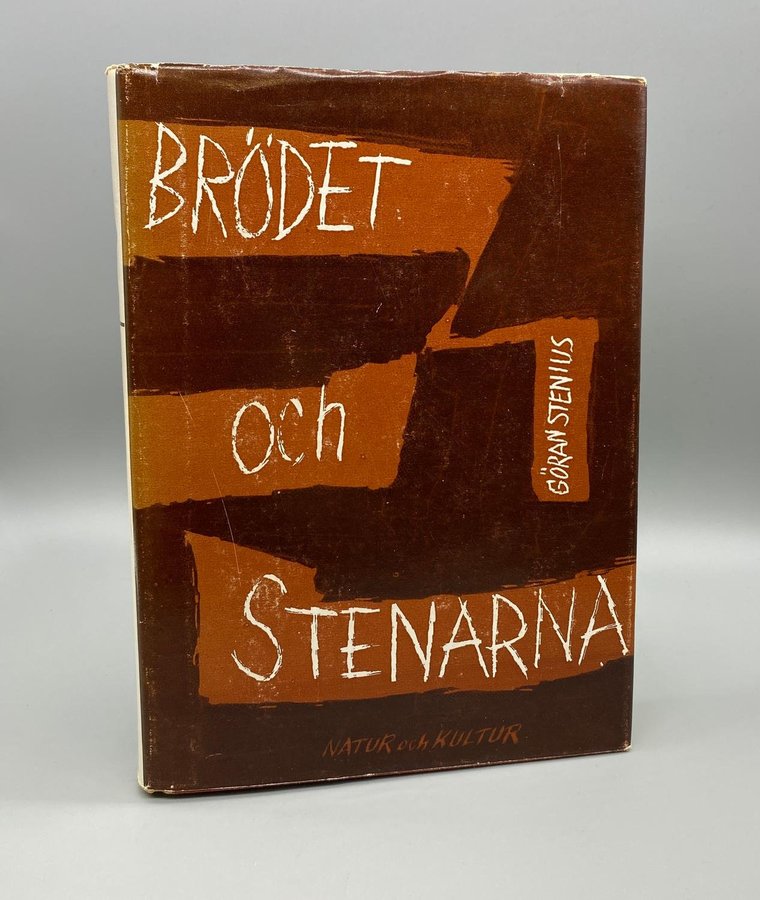 BRÖDET
och
GÖRAN STENIUS
STENARNA
NATUR och KULTUR